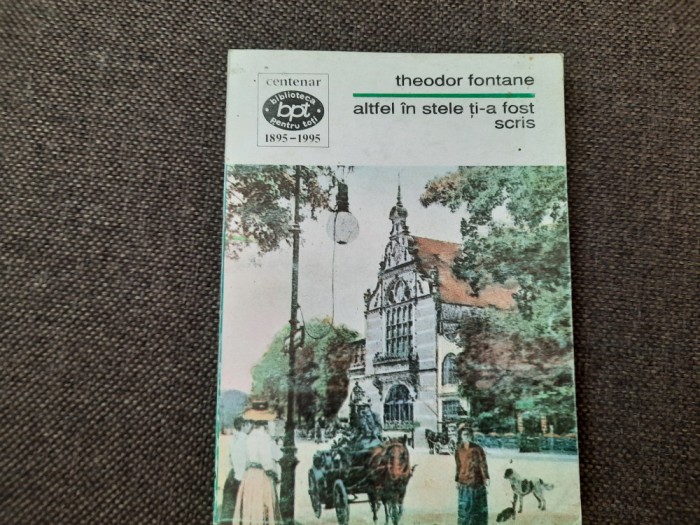 centenar
biblioteca
bpt
pentru toți
1895-1995
theodor fontane
altfel în stele ți-a fost
scris